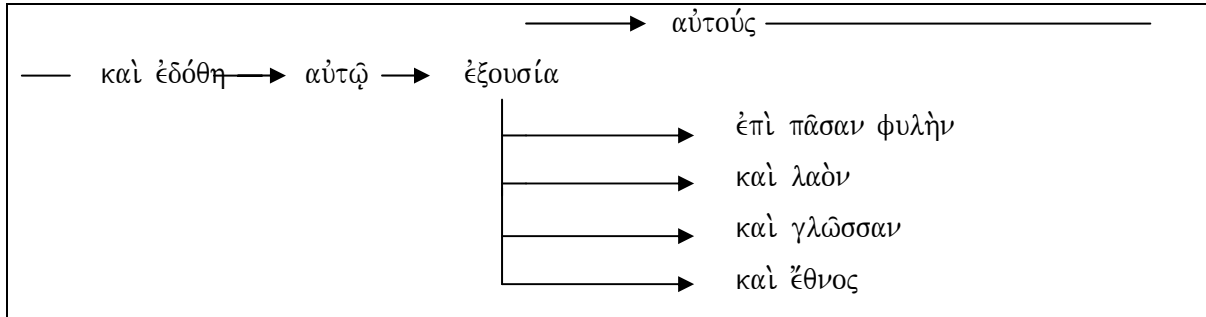 αὐτούς
καὶ ἐδόθη αὐτῷ ἐξουσία
ἐπὶ πᾶσαν φυλὴν
καὶ λαὸν
καὶ γλῶσσαν
καὶ ἔθνος